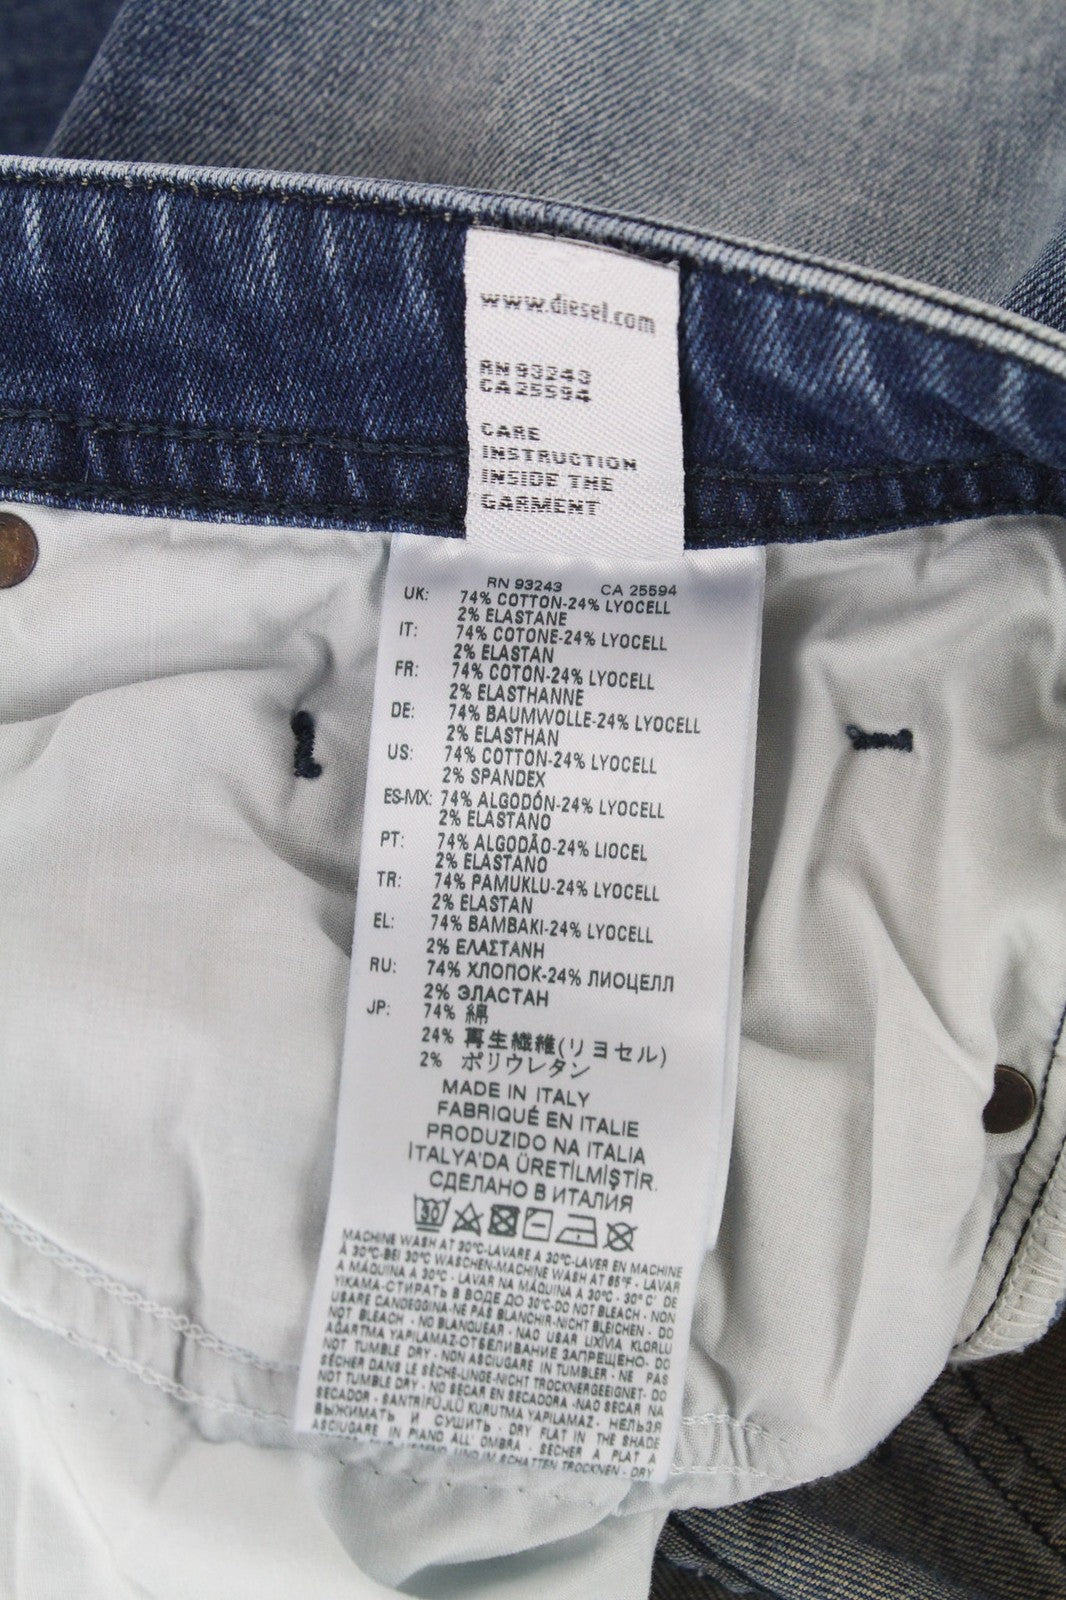 www.diesel.com
RN 93243
CA 25594
CARE
INSTRUCTION
INSIDE THE
GARMENT
RN 93243 CA 25594
UK: 74% COTTON-24% LYOCELL
2% ELASTANE
IT: 74% COTONE-24% LYOCELL
2% ELASTAN
FR: 74% COTON-24% LYOCELL
2% ELASTHANNE
DE: 74% BAUMWOLLE-24% LYOCELL
2% ELASTHAN
US: 74% COTTON-24% LYOCELL
2% SPANDEX
ES-MX: 74% ALGODÓN-24% LYOCELL
2% ELASTANO
PT: 74% ALGODÃO-24% LIOCEL
2% ELASTANO
TR: 74% PAMUKLU-24% LYOCELL
2% ELASTAN
EL: 74% BAMBAKI-24% LYOCELL
2% ΕΛΑΣΤΑΝΗ
RU: 74% ХЛОПОК-24% ЛИОЦЕЛЛ
2% ЭЛАСТАН
JP: 74% 綿
24% 再生繊維(リヨセル)
2% ポリウレタン
MADE IN ITALY
FABRIQUÉ EN ITALIE
PRODUZIDO NA ITALIA
İTALYA'DA ÜRETİLMİŞTİR.
СДЕЛАНО В ИТАЛИЯ
30
MACHINE WASH AT 30°C-LAVARE A 30°C-LAVER EN MACHINE
À 30°C-BEI 30°C WASCHEN-MACHINE WASH AT 85°F - LAVAR
A MÁQUINA A 30°C - LAVAR NA MÁQUINA A 30°C - 30°C' DE
YIKAMA-СТИРАТЬ В ВОДЕ ДО 30°C-DO NOT BLEACH - NON
USARE CANDEGGINA-NE PAS BLANCHIR-NICHT BLEICHEN - DO
NOT BLEACH - NO BLANQUEAR - NAO USAR LIXÍVIA KLORLU
AĞARTMA YAPILAMAZ-ОТБЕЛИВАНИЕ ЗАПРЕЩЕНО- DO
NOT TUMBLE DRY - NON ASCIUGARE IN TUMBLER - NE PAS
SÉCHER DANS LE SÈCHE-LINGE-NICHT TROCKNERGEEIGNET- DO
NOT TUMBLE DRY - NO SECAR EN SECADORA -NAO SECAR NA
SECADOR - SANTRİFÜJLÜ KURUTMA YAPILAMAZ - НЕЛЬЗЯ
ВЫЖИМАТЬ И СУШИТЬ - DRY FLAT IN THE SHADE
ASCIUGARE IN PIANO ALL' OMBRA - SÉCHER A PLAT A
IM SCHATTEN TROCKNEN - DRY